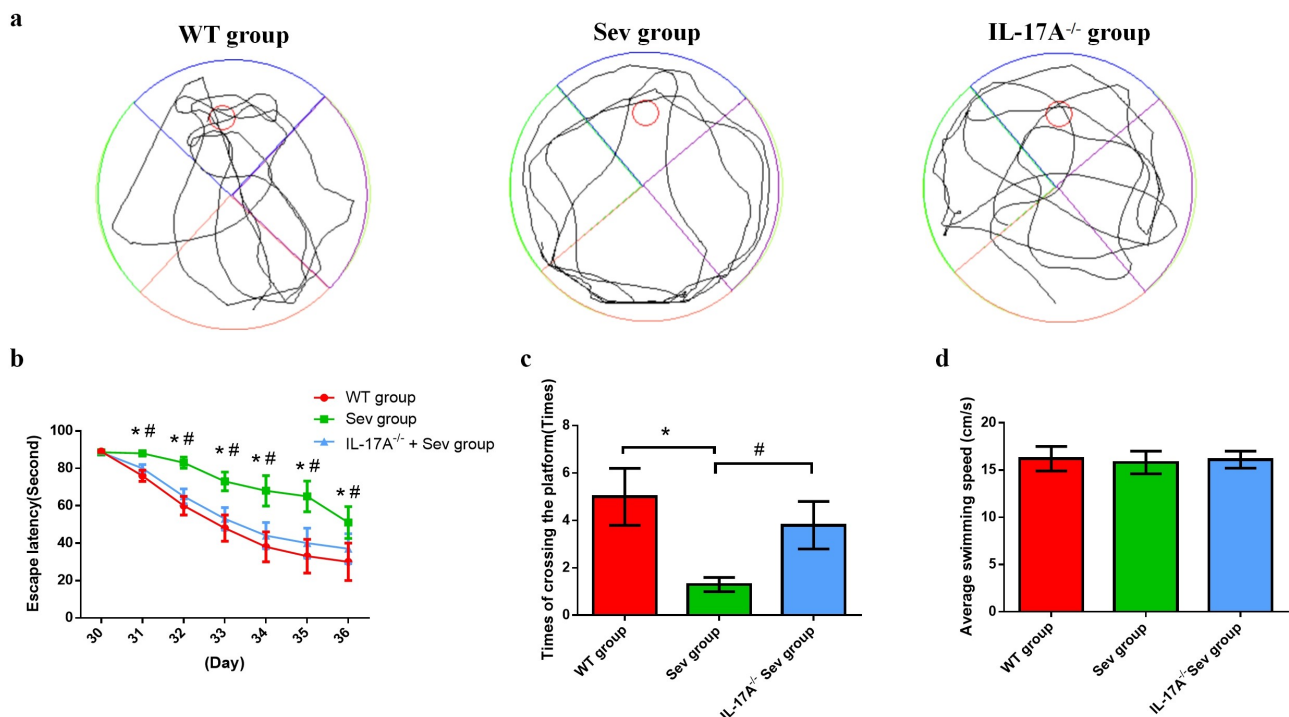 a
WT group
Sev group
IL-17A-/- group
b
WT group
Sev group
IL-17A-/- + Sev group
Escape latency(Second)
100
80
60
40
20
0
* #
* #
* #
* #
* #
* #
30
31
32
33
34
35
36
(Day)
c
Times of crossing the platform(Times)
8
6
4
2
0
*
#
WT group
Sev group
IL-17A-/- Sev group
d
Average swimming speed (cm/s)
20
15
10
5
0
WT group
Sev group
IL-17A-/- Sev group